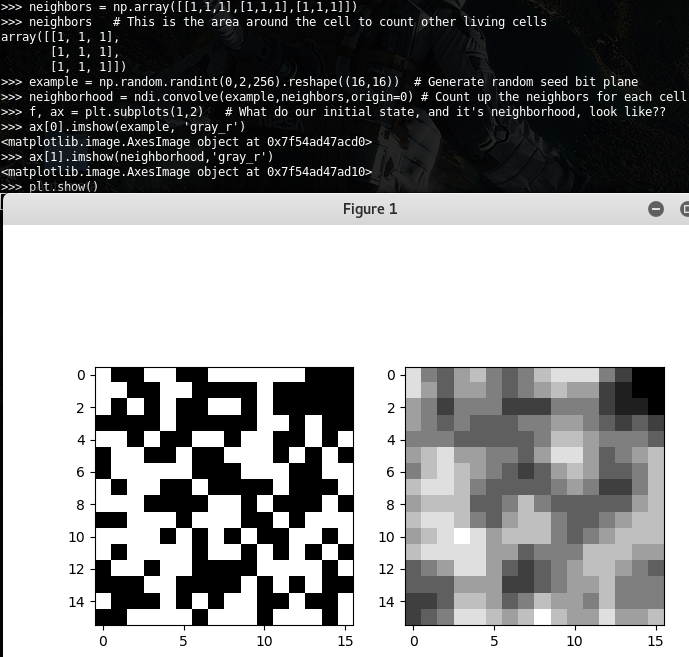 >>> neighbors = np.array([[1,1,1],[1,1,1],[1,1,1]])
>>> neighbors   # This is the area around the cell to count other living cells
array([[1, 1, 1],
       [1, 1, 1],
       [1, 1, 1]])
>>> example = np.random.randint(0,2,256).reshape((16,16))  # Generate random seed bit plane
>>> neighborhood = ndi.convolve(example,neighbors,origin=0) # Count up the neighbors for each cell
>>> f, ax = plt.subplots(1,2)   # What do our initial state, and it's neighborhood, look like??
>>> ax[0].imshow(example, 'gray_r')
<matplotlib.image.AxesImage object at 0x7f54ad47acd0>
>>> ax[1].imshow(neighborhood,'gray_r')
<matplotlib.image.AxesImage object at 0x7f54ad47ad10>
>>> plt.show()
Figure 1
0
2
4
6
8
10
12
14
0 5 10 15
0
2
4
6
8
10
12
14
0 5 10 15